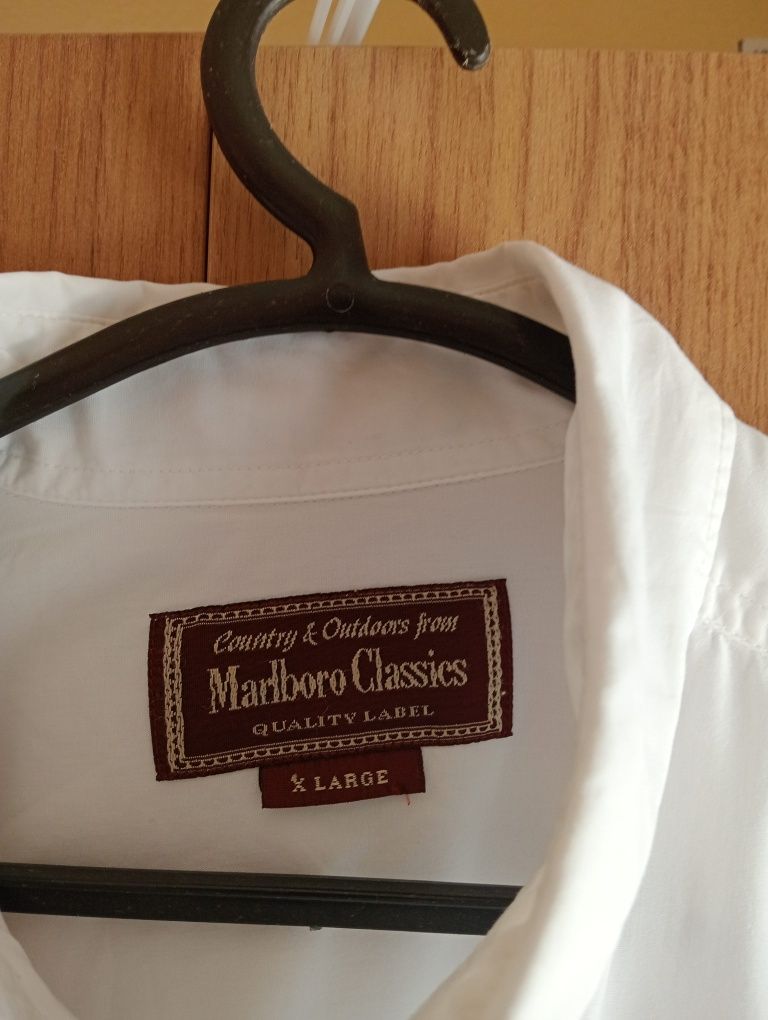 Country & Outdoors from
Marlboro Classics
QUALITY LABEL
X LARGE